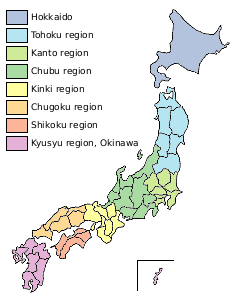 Hokkaido
Tohoku region
Kanto region
Chubu region
Kinki region
Chugoku region
Shikoku region
Kyusyu region, Okinawa